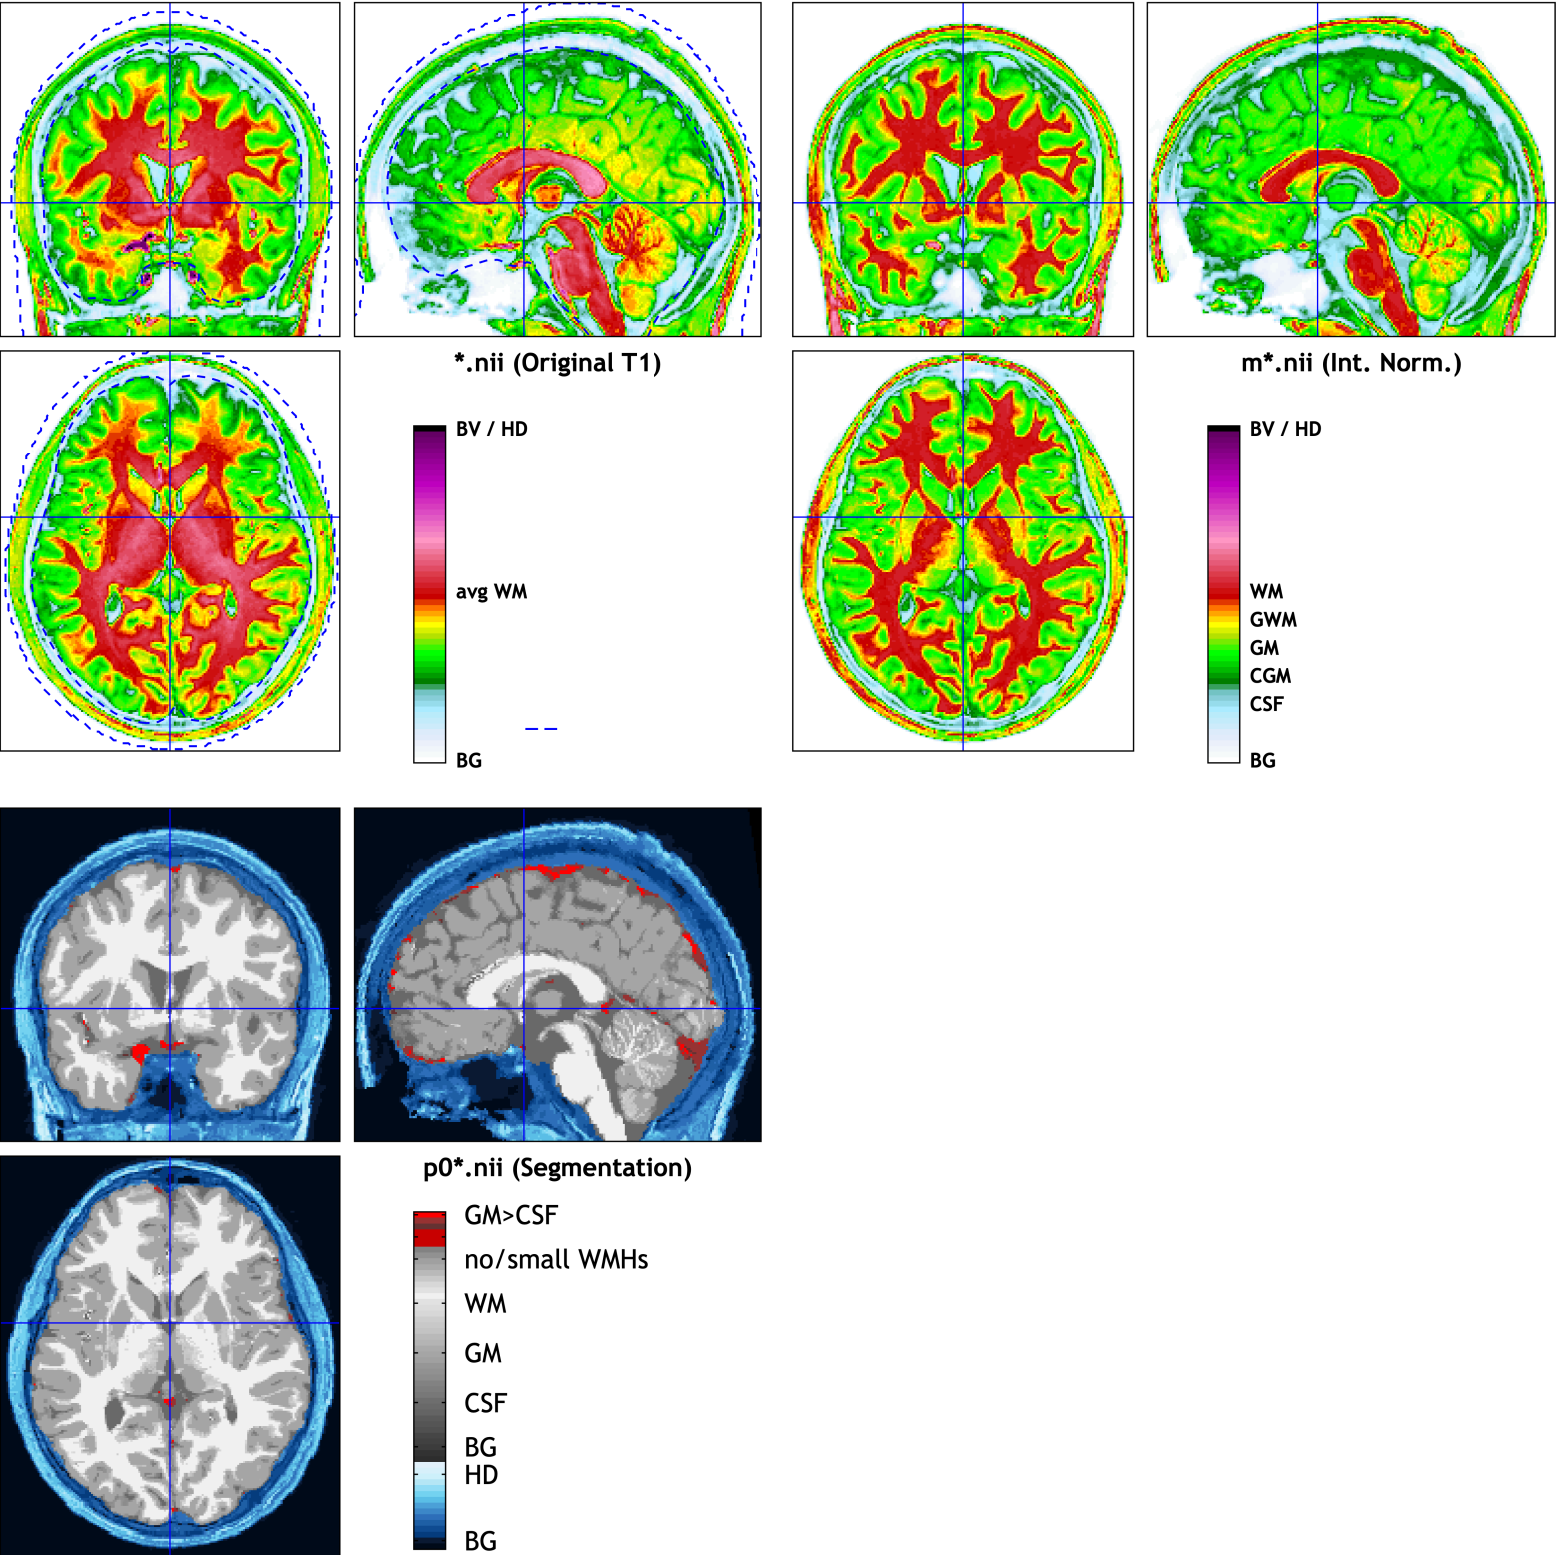 *.nii (Original T1)
BV / HD
avg WM
BG
m*.nii (Int. Norm.)
BV / HD
WM
GWM
GM
CGM
CSF
BG
p0*.nii (Segmentation)
GM>CSF
no/small WMHs
WM
GM
CSF
BG
HD
BG